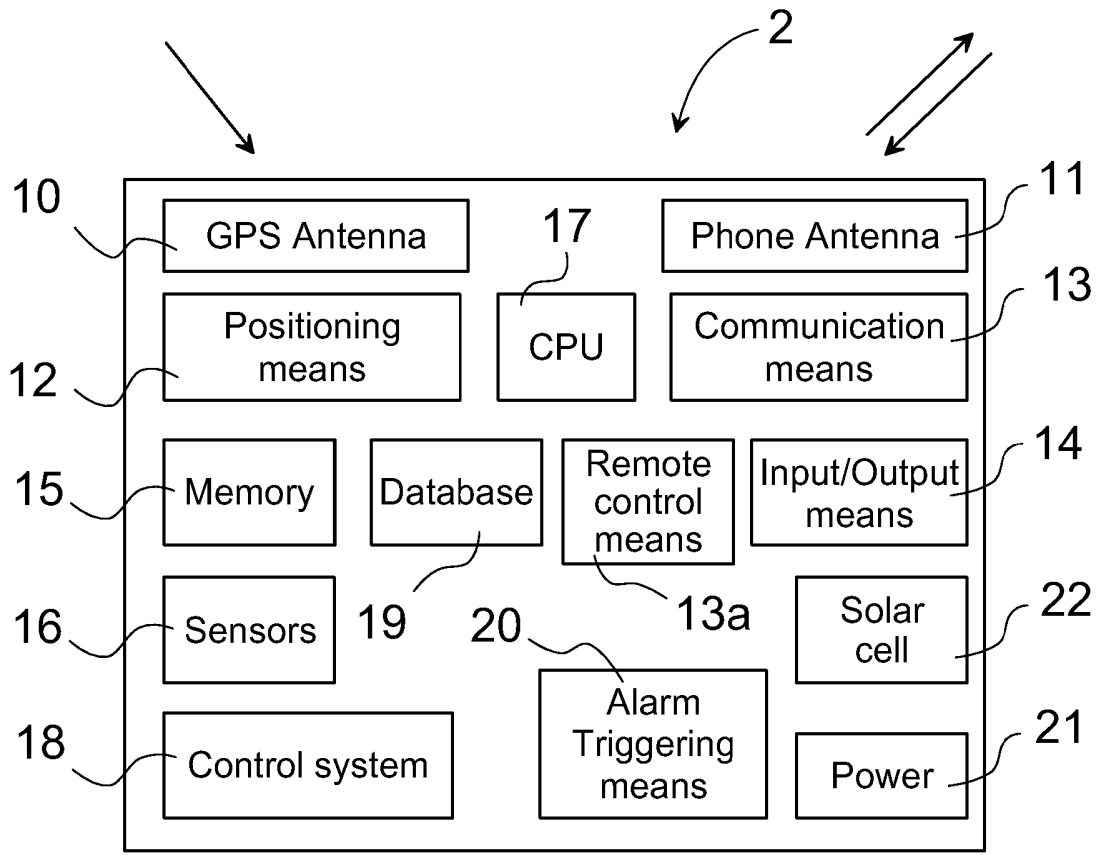 2
10
GPS Antenna
17
Phone Antenna
11
Positioning
means
12
CPU
Communication
means
13
15
Memory
Database
19
Remote
control
means
13a
Input/Output
means
14
16
Sensors
20
Alarm
Triggering
means
Solar
cell
22
18
Control system
Power
21